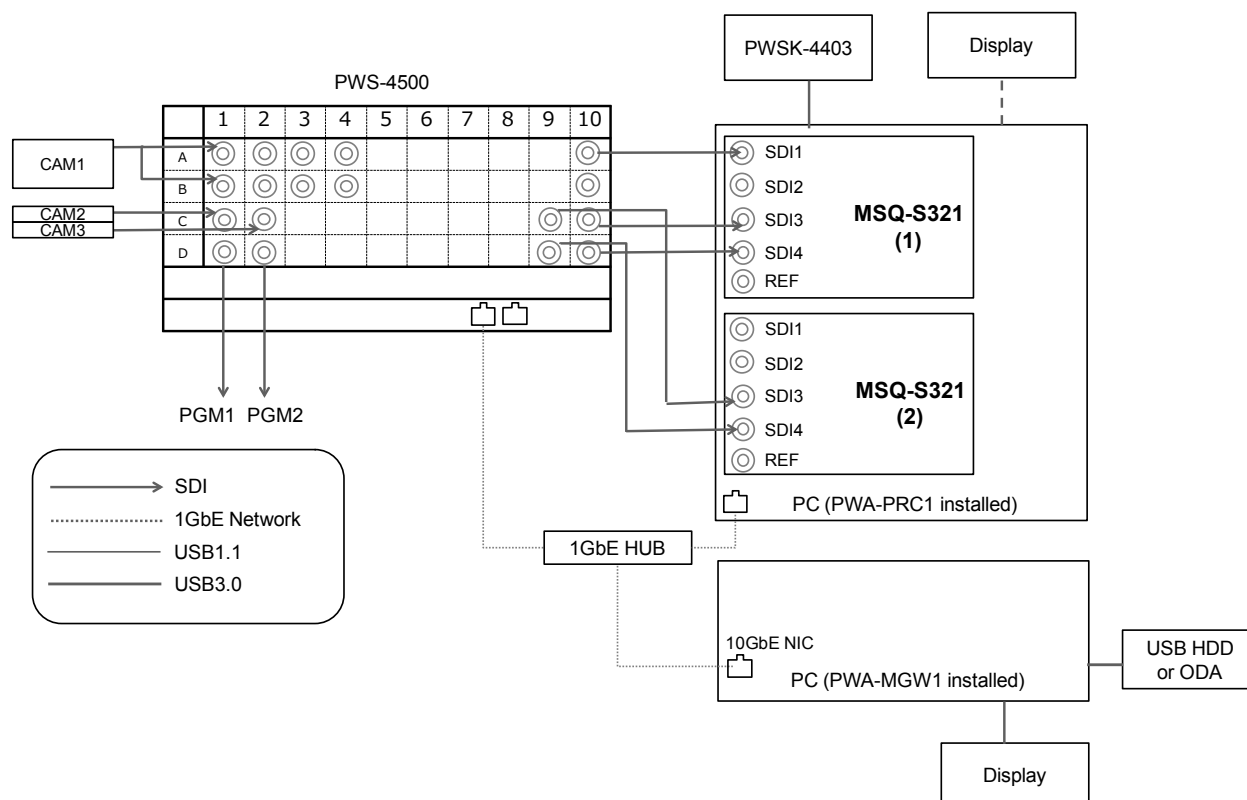 PWSK-4403
Display
PWS-4500
1 2 3 4 5 6 7 8 9 10
A
B
C
D
CAM1
CAM2
CAM3
SDI1
SDI2
SDI3
SDI4
REF
MSQ-S321
(1)
SDI1
SDI2
SDI3
SDI4
REF
MSQ-S321
(2)
PC (PWA-PRC1 installed)
PGM1 PGM2
SDI
1GbE Network
USB1.1
USB3.0
1GbE HUB
10GbE NIC
PC (PWA-MGW1 installed)
USB HDD
or ODA
Display